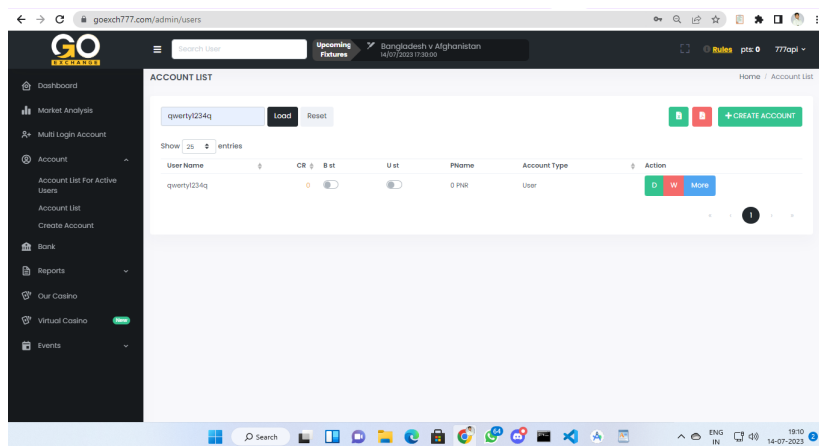 goexch777.com/admin/users
GO
EXCHANGE
Search User
Upcoming
Fixtures
Bangladesh v Afghanistan
14/07/2023 17:30:00
Rules pts: 0 777api
ACCOUNT LIST
Home / Account List
Dashboard
Market Analysis
Multi Login Account
Account
Account List For Active
Users
Account List
Create Account
Bank
Reports
Our Casino
Virtual Casino New
Events
qwerty1234q Load Reset
+CREATE ACCOUNT
Show 25 entries
User Name CR B st U st PName Account Type Action
qwerty1234q 0 0 PNR User D W More
« ‹ 1 › »
Search
64
ENG
IN
19:10
14-07-2023
2